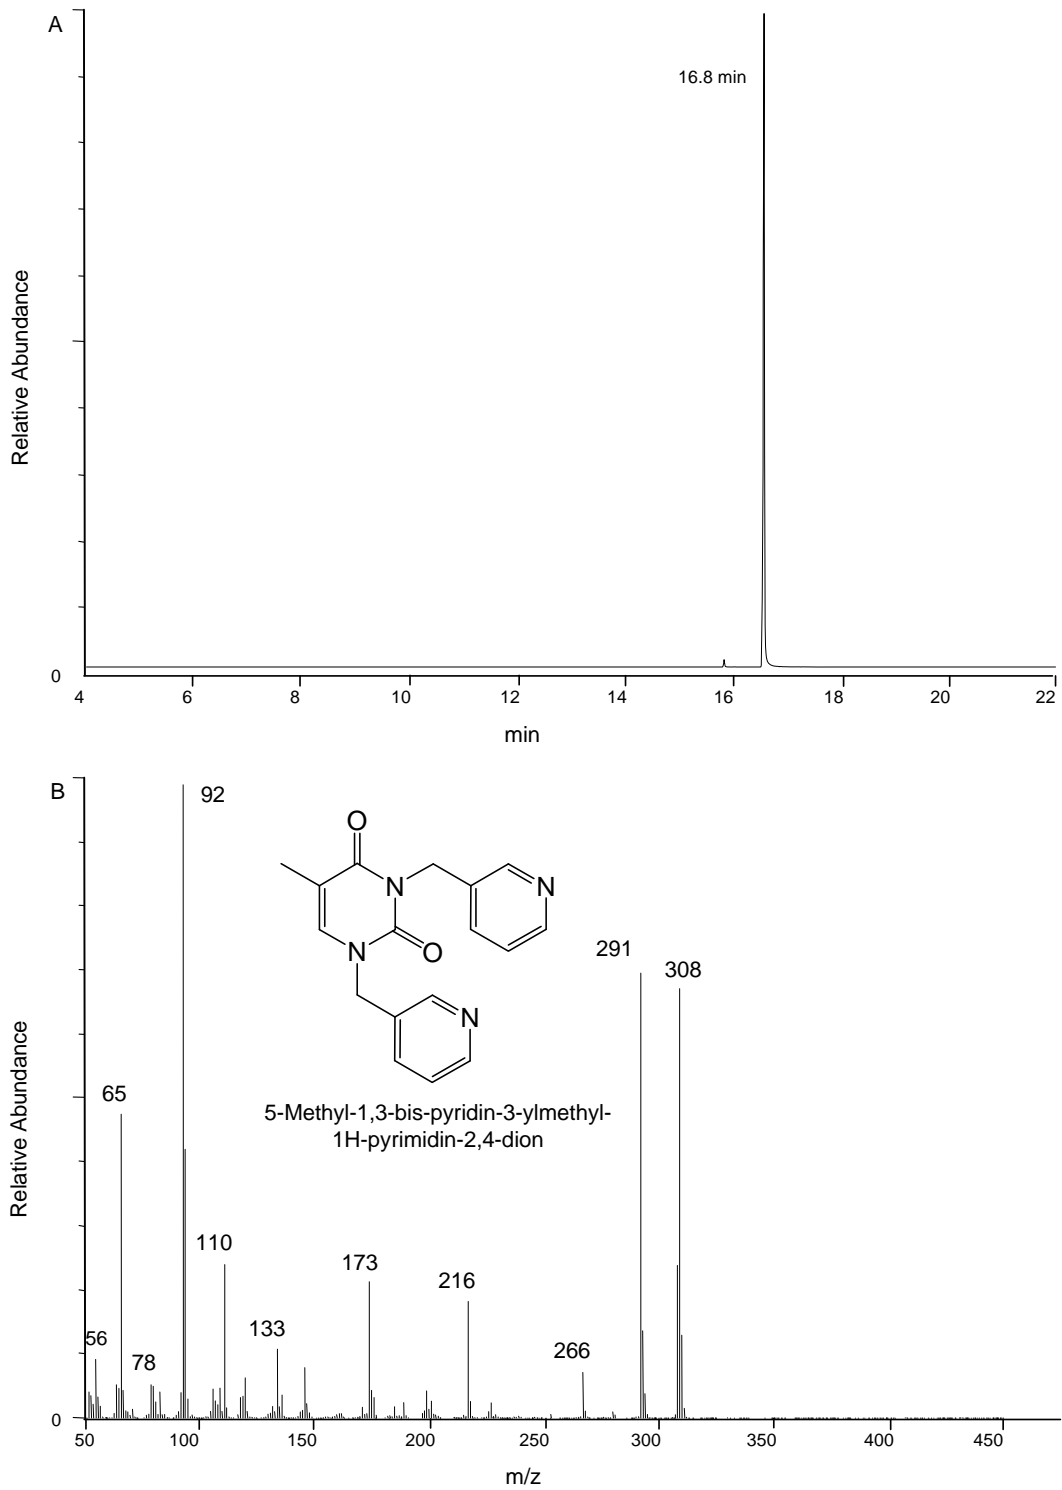 A
16.8 min
Relative Abundance
0
4 6 8 10 12 14 16 18 20 22
min
B
92
O
N
N
O
N
N
291
308
65
5-Methyl-1,3-bis-pyridin-3-ylmethyl-
1H-pyrimidin-2,4-dion
110
173
216
133
56
78
266
Relative Abundance
0
50 100 150 200 250 300 350 400 450
m/z